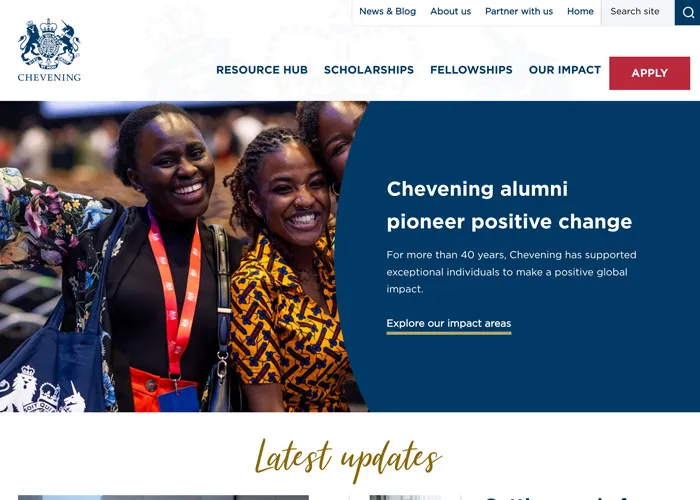 News & Blog About us Partner with us Home Search site
CHEVENING
RESOURCE HUB SCHOLARSHIPS FELLOWSHIPS OUR IMPACT APPLY
Chevening alumni
pioneer positive change
For more than 40 years, Chevening has supported
exceptional individuals to make a positive global
impact.
Explore our impact areas
Latest updates